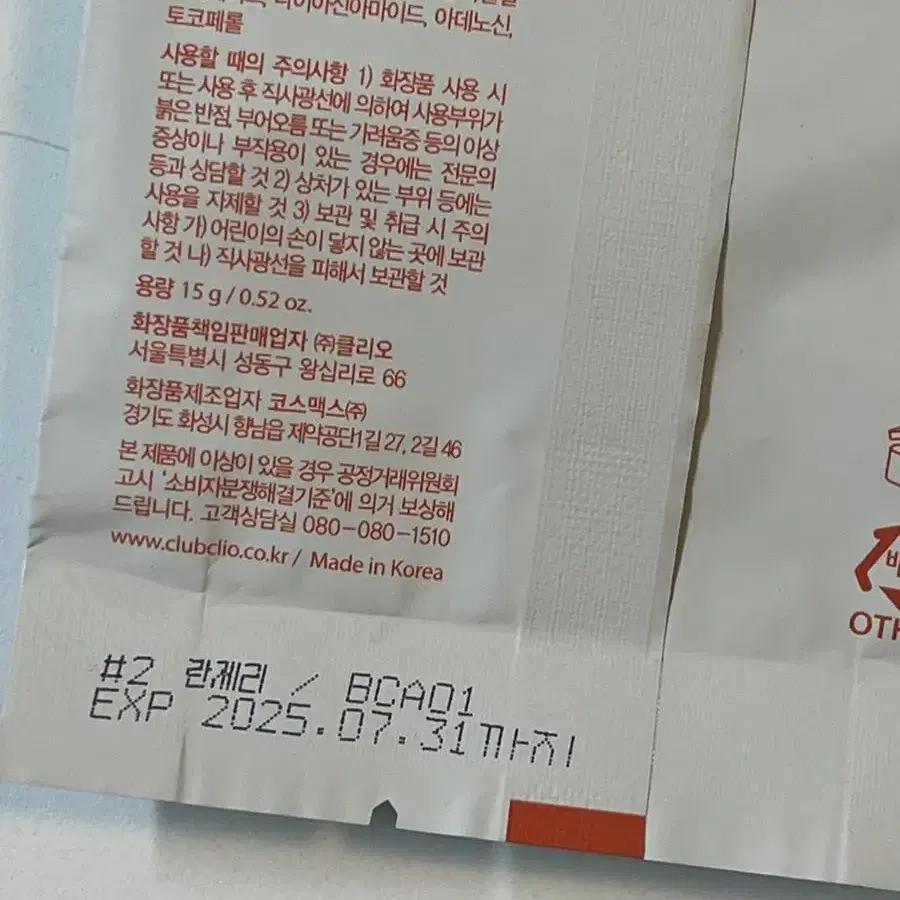 나이아신아마이드, 아데노신,
토코페롤
사용할 때의 주의사항 1) 화장품 사용 시
또는 사용 후 직사광선에 의하여 사용부위가
붉은 반점, 부어오름 또는 가려움증 등의 이상
증상이나 부작용이 있는 경우에는 전문의
등과 상담할 것 2) 상처가 있는 부위 등에는
사용을 자제할 것 3) 보관 및 취급 시 주의
사항 가) 어린이의 손이 닿지 않는 곳에 보관
할 것 나) 직사광선을 피해서 보관할 것
용량 15 g / 0.52 oz.
화장품책임판매업자 ㈜클리오
서울특별시 성동구 왕십리로 66
화장품제조업자 코스맥스㈜
경기도 화성시 향남읍 제약공단1길 27, 2길 46
본 제품에 이상이 있을 경우 공정거래위원회
고시 '소비자분쟁해결기준'에 의거 보상해
드립니다. 고객상담실 080-080-1510
www.clubclio.co.kr / Made in Korea
#2 란제리 / BCA01
EXP 2025.07.31까지